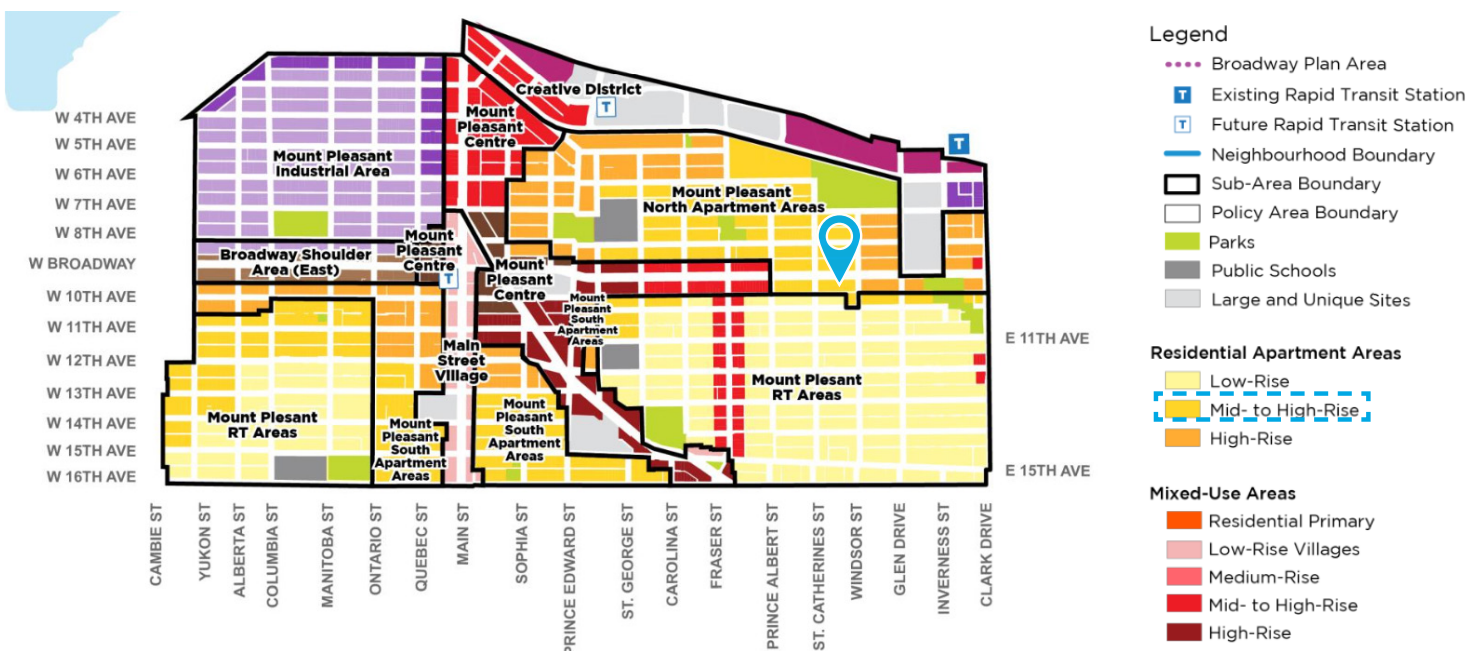 W 4TH AVE
W 5TH AVE
W 6TH AVE
W 7TH AVE
W 8TH AVE
W BROADWAY
W 10TH AVE
W 11TH AVE
W 12TH AVE
W 13TH AVE
W 14TH AVE
W 15TH AVE
W 16TH AVE
Creative District
T
Mount
Pleasant
Centre
Mount Pleasant
Industrial Area
Mount Pleasant
North Apartment Areas
T
Mount
Pleasant
Centre
Broadway Shoulder
Area (East)
T
Mount
Pleasant
Centre
Mount
Pleasant
South
Apartment
Areas
Main
Street
Village
Mount Plesant
RT Areas
Mount Plesant
RT Areas
Mount
Pleasant
South
Apartment
Areas
Mount
Pleasant
South
Apartment
Areas
E 11TH AVE
E 15TH AVE
CAMBIE ST
YUKON ST
ALBERTA ST
COLUMBIA ST
MANITOBA ST
ONTARIO ST
QUEBEC ST
MAIN ST
SOPHIA ST
PRINCE EDWARD ST
ST. GEORGE ST
CAROLINA ST
FRASER ST
PRINCE ALBERT ST
ST. CATHERINES ST
WINDSOR ST
GLEN DRIVE
INVERNESS ST
CLARK DRIVE
Legend
Broadway Plan Area
T Existing Rapid Transit Station
T Future Rapid Transit Station
Neighbourhood Boundary
Sub-Area Boundary
Policy Area Boundary
Parks
Public Schools
Large and Unique Sites
Residential Apartment Areas
Low-Rise
Mid- to High-Rise
High-Rise
Mixed-Use Areas
Residential Primary
Low-Rise Villages
Medium-Rise
Mid- to High-Rise
High-Rise